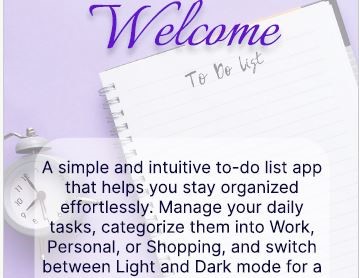 Welcome
To Do list
A simple and intuitive to-do list app
that helps you stay organized
effortlessly. Manage your daily
tasks, categorize them into Work,
Personal, or Shopping, and switch
between Light and Dark mode for a